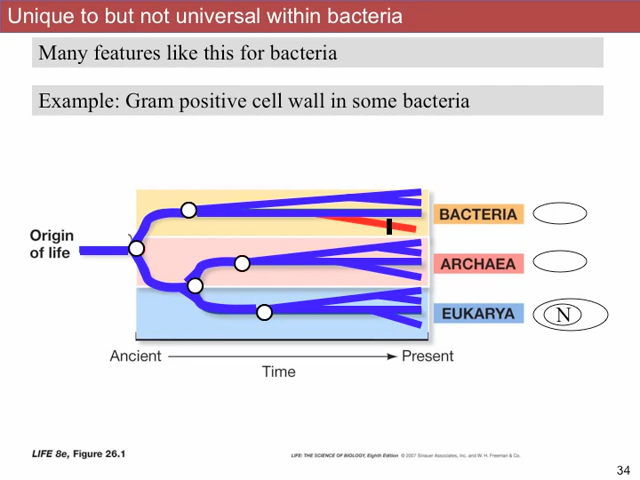 Unique to but not universal within bacteria
Many features like this for bacteria
Example: Gram positive cell wall in some bacteria
Origin
of life
BACTERIA
ARCHAEA
EUKARYA
N
Ancient
Present
Time
LIFE 8e, Figure 26.1
LIFE: THE SCIENCE OF BIOLOGY, Eighth Edition © 2007 Sinauer Associates, Inc. and W. H. Freeman & Co.
34